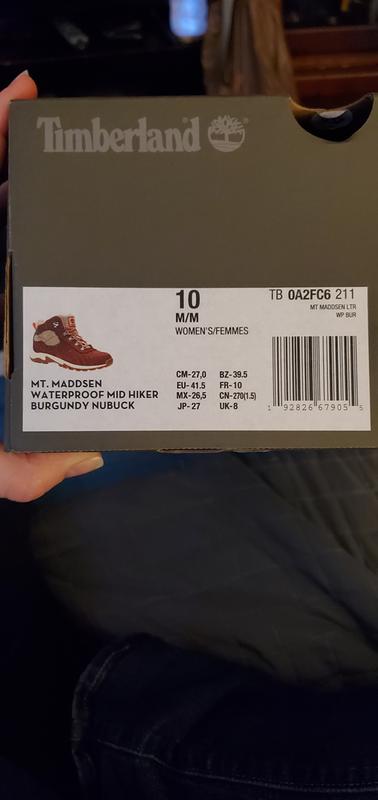 Timberland
10
M/M
WOMEN'S/FEMMES
TB 0A2FC6 211
MT MADDSEN LTR
WP BUR
CM-27,0 BZ-39.5
EU- 41.5 FR-10
MX-26,5 CN-270(1.5)
JP-27 UK-8
MT. MADDSEN
WATERPROOF MID HIKER
BURGUNDY NUBUCK
1 92826 67905 5